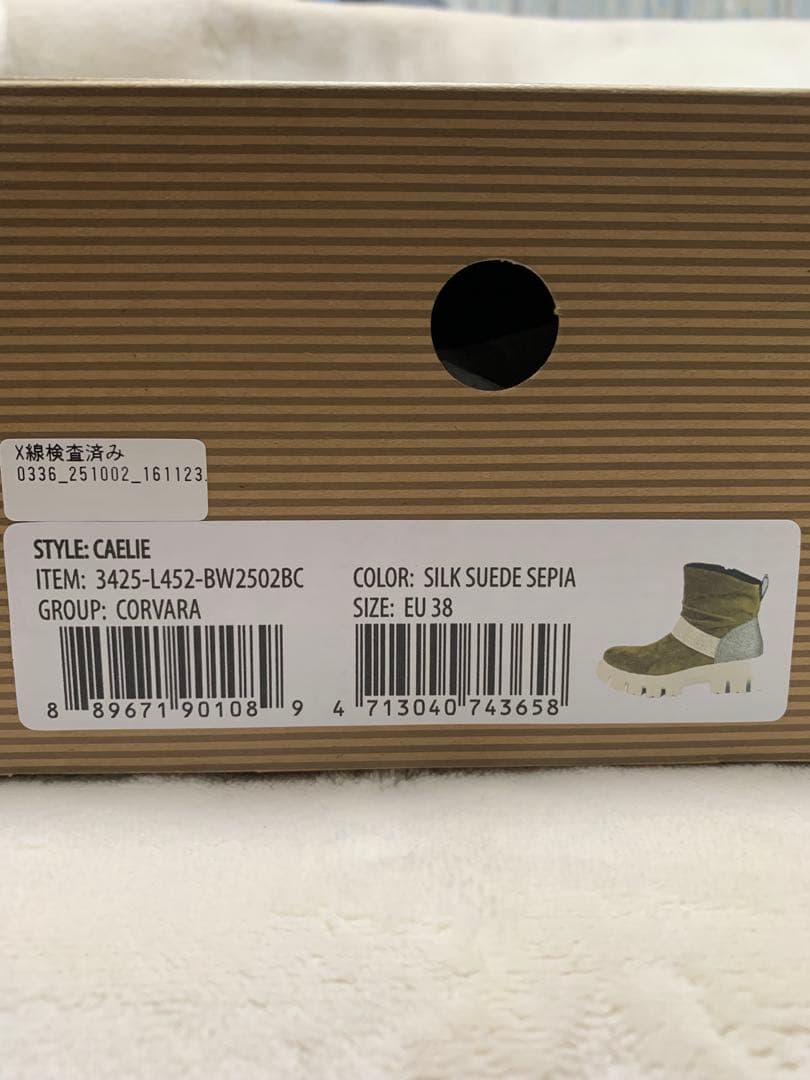 X線検査済み
0336_251002_161123.
STYLE: CAELIE
ITEM: 3425-L452-BW2502BC
GROUP: CORVARA
COLOR: SILK SUEDE SEPIA
SIZE: EU 38
8 89671 90108 9
4 713040 743658